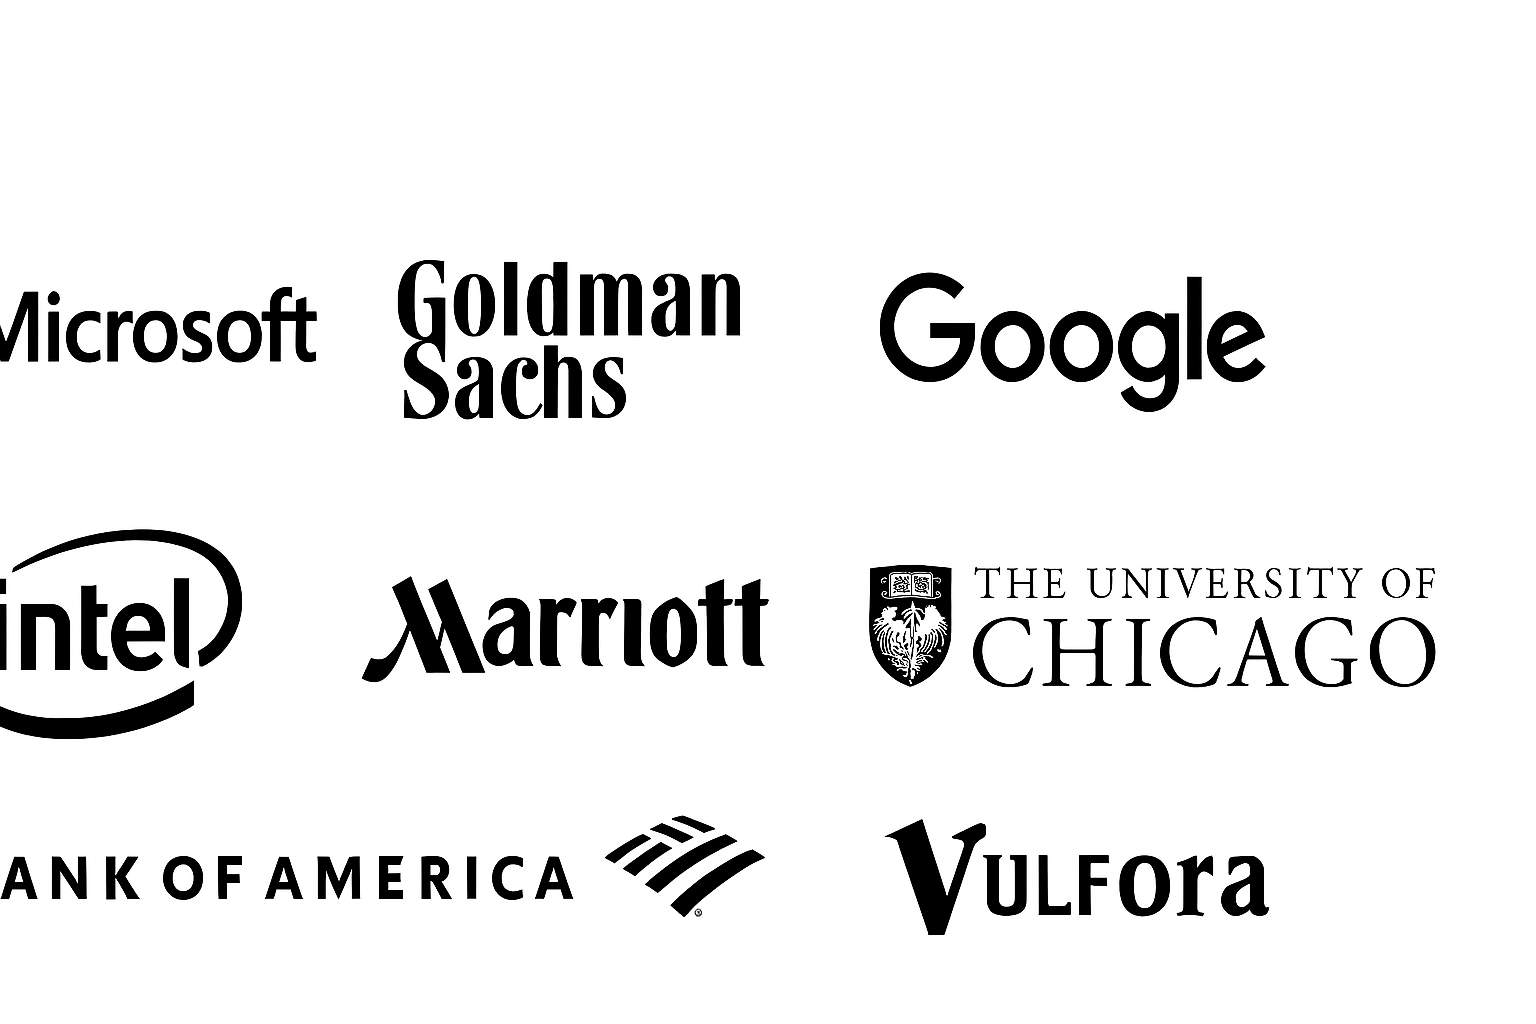 Microsoft
Goldman
Sachs
Google
intel
Marriott
THE UNIVERSITY OF
CHICAGO
ANK OF AMERICA
VULFora